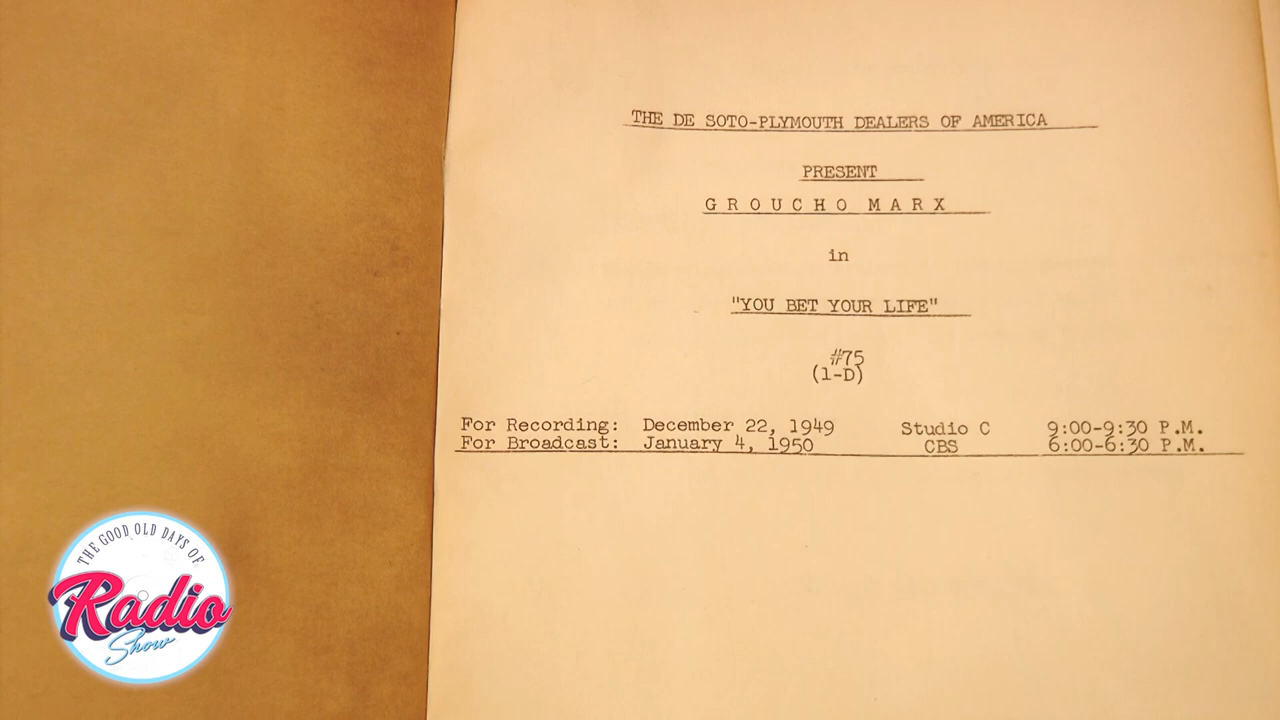 THE DE SOTO-PLYMOUTH DEALERS OF AMERICA
PRESENT
G R O U C H O  M A R X
in
"YOU BET YOUR LIFE"
#75
(1-D)
For Recording: December 22, 1949 Studio C 9:00-9:30 P.M.
For Broadcast: January 4, 1950 CBS 6:00-6:30 P.M.
THE GOOD OLD DAYS OF
Radio
Show